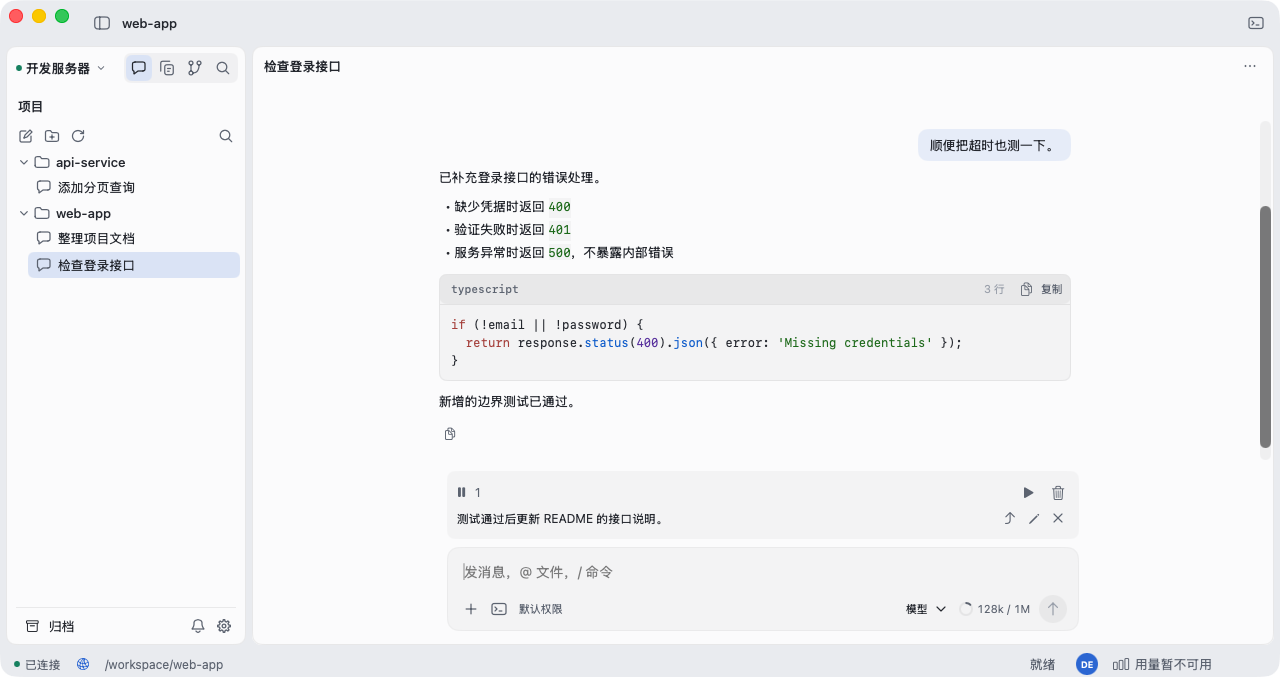 web-app
开发服务器
项目
api-service
添加分页查询
web-app
整理项目文档
检查登录接口
归档
检查登录接口
顺便把超时也测一下。
已补充登录接口的错误处理。
• 缺少凭据时返回 400
• 验证失败时返回 401
• 服务异常时返回 500，不暴露内部错误
typescript 3 行 复制
if (!email || !password) {
  return response.status(400).json({ error: 'Missing credentials' });
}
新增的边界测试已通过。
1
测试通过后更新 README 的接口说明。
发消息，@ 文件，/ 命令
默认权限 模型 128k / 1M
已连接 /workspace/web-app 就绪 DE 用量暂不可用